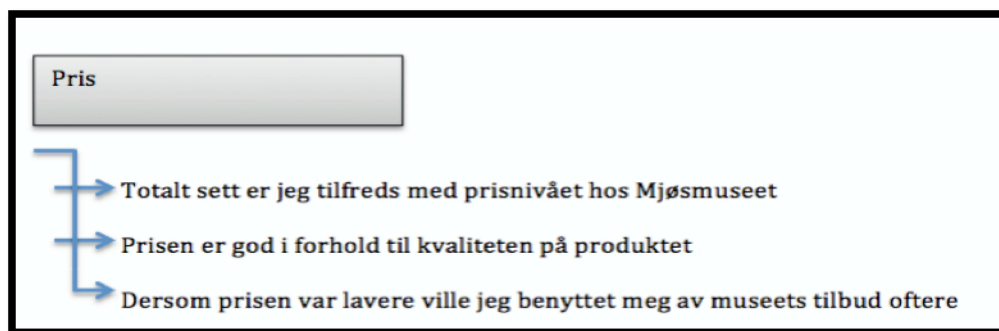 Pris
Totalt sett er jeg tilfreds med prisnivået hos Mjøsmuseet
Prisen er god i forhold til kvaliteten på produktet
Dersom prisen var lavere ville jeg benyttet meg av museets tilbud oftere